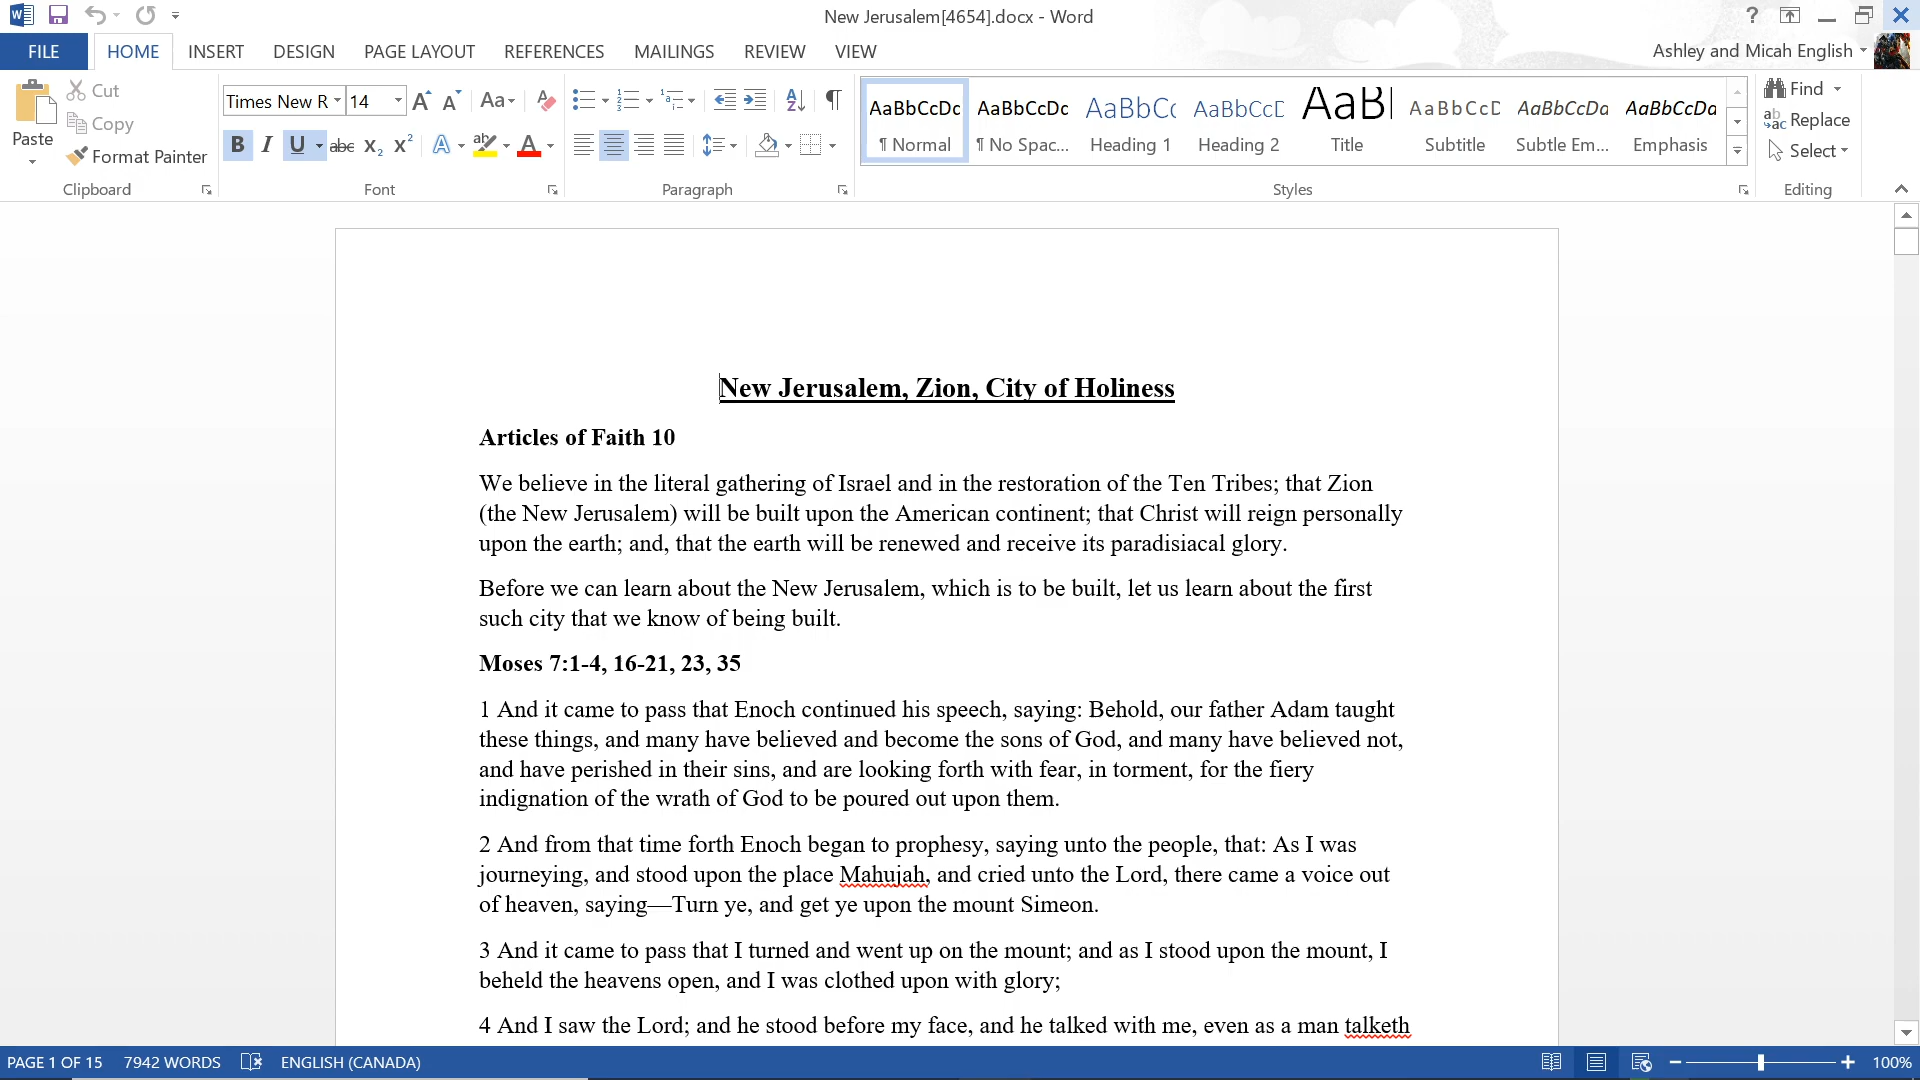 New Jerusalem[4654].docx - Word
?
FILE HOME INSERT DESIGN PAGE LAYOUT REFERENCES MAILINGS REVIEW VIEW
Ashley and Micah English
Paste
Cut
Copy
Format Painter
Clipboard
Times New R 14
A A Aa
B I U abc X₂ X² A ab A
Font
Paragraph
AaBbCcDc AaBbCcDc AaBbCc AaBbCcD AaBl AaBbCcD AaBbCcDa AaBbCcDa
¶ Normal ¶ No Spac... Heading 1 Heading 2 Title Subtitle Subtle Em... Emphasis
Styles
Find
Replace
Select
Editing
New Jerusalem, Zion, City of Holiness
Articles of Faith 10
We believe in the literal gathering of Israel and in the restoration of the Ten Tribes; that Zion
(the New Jerusalem) will be built upon the American continent; that Christ will reign personally
upon the earth; and, that the earth will be renewed and receive its paradisiacal glory.
Before we can learn about the New Jerusalem, which is to be built, let us learn about the first
such city that we know of being built.
Moses 7:1-4, 16-21, 23, 35
1 And it came to pass that Enoch continued his speech, saying: Behold, our father Adam taught
these things, and many have believed and become the sons of God, and many have believed not,
and have perished in their sins, and are looking forth with fear, in torment, for the fiery
indignation of the wrath of God to be poured out upon them.
2 And from that time forth Enoch began to prophesy, saying unto the people, that: As I was
journeying, and stood upon the place Mahujah, and cried unto the Lord, there came a voice out
of heaven, saying—Turn ye, and get ye upon the mount Simeon.
3 And it came to pass that I turned and went up on the mount; and as I stood upon the mount, I
beheld the heavens open, and I was clothed upon with glory;
4 And I saw the Lord; and he stood before my face, and he talked with me, even as a man talketh
PAGE 1 OF 15 7942 WORDS ENGLISH (CANADA)
100%